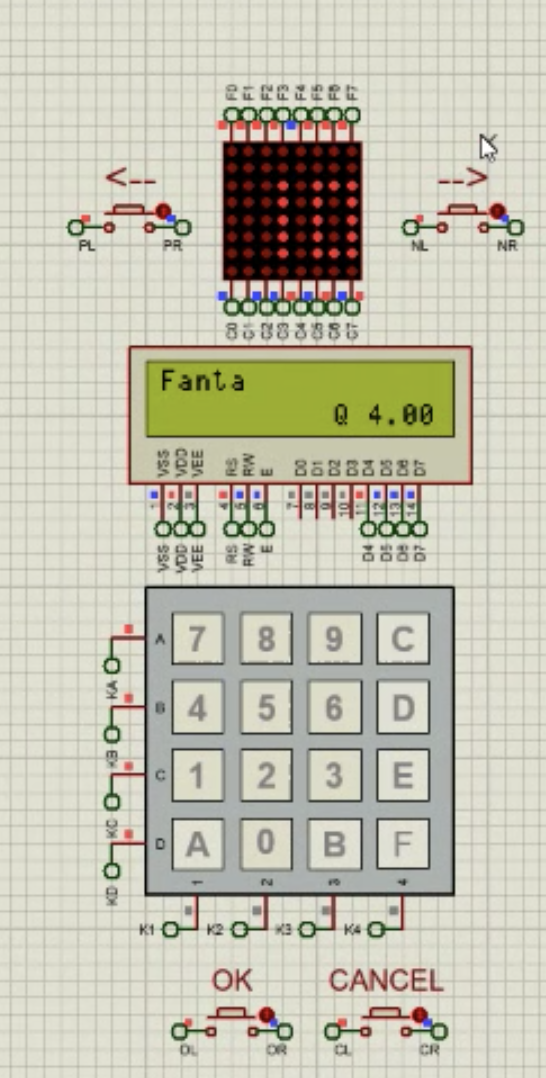 F0 F1 F2 F3 F4 F5 F6 F7
<-- -->
PL PR NL NR
C0 C1 C2 C3 C4 C5 C6 C7
Fanta
Q 4.00
VSS VDD VEE RS RW E D0 D1 D2 D3 D4 D5 D6 D7
1 2 3 4 5 6 7 8 9 10 11 12 13 14
VSS VDD VEE RS RW E D4 D5 D6 D7
A 7 8 9 C
KA
B 4 5 6 D
KB
C 1 2 3 E
KC
D A 0 B F
KD
1 2 3 4
K1 K2 K3 K4
OK CANCEL
OL OR CL CR